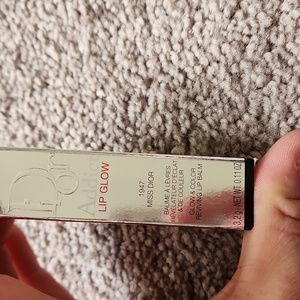 Dior
Addict
LIP GLOW
1947
MISS DIOR
BAUME À LÈVRES
RÉVÉLATEUR D'ÉCLAT
& DE COULEUR
GLOW & COLOR
REVIVING LIP BALM
3.2 g NET WT. 0.11 OZ